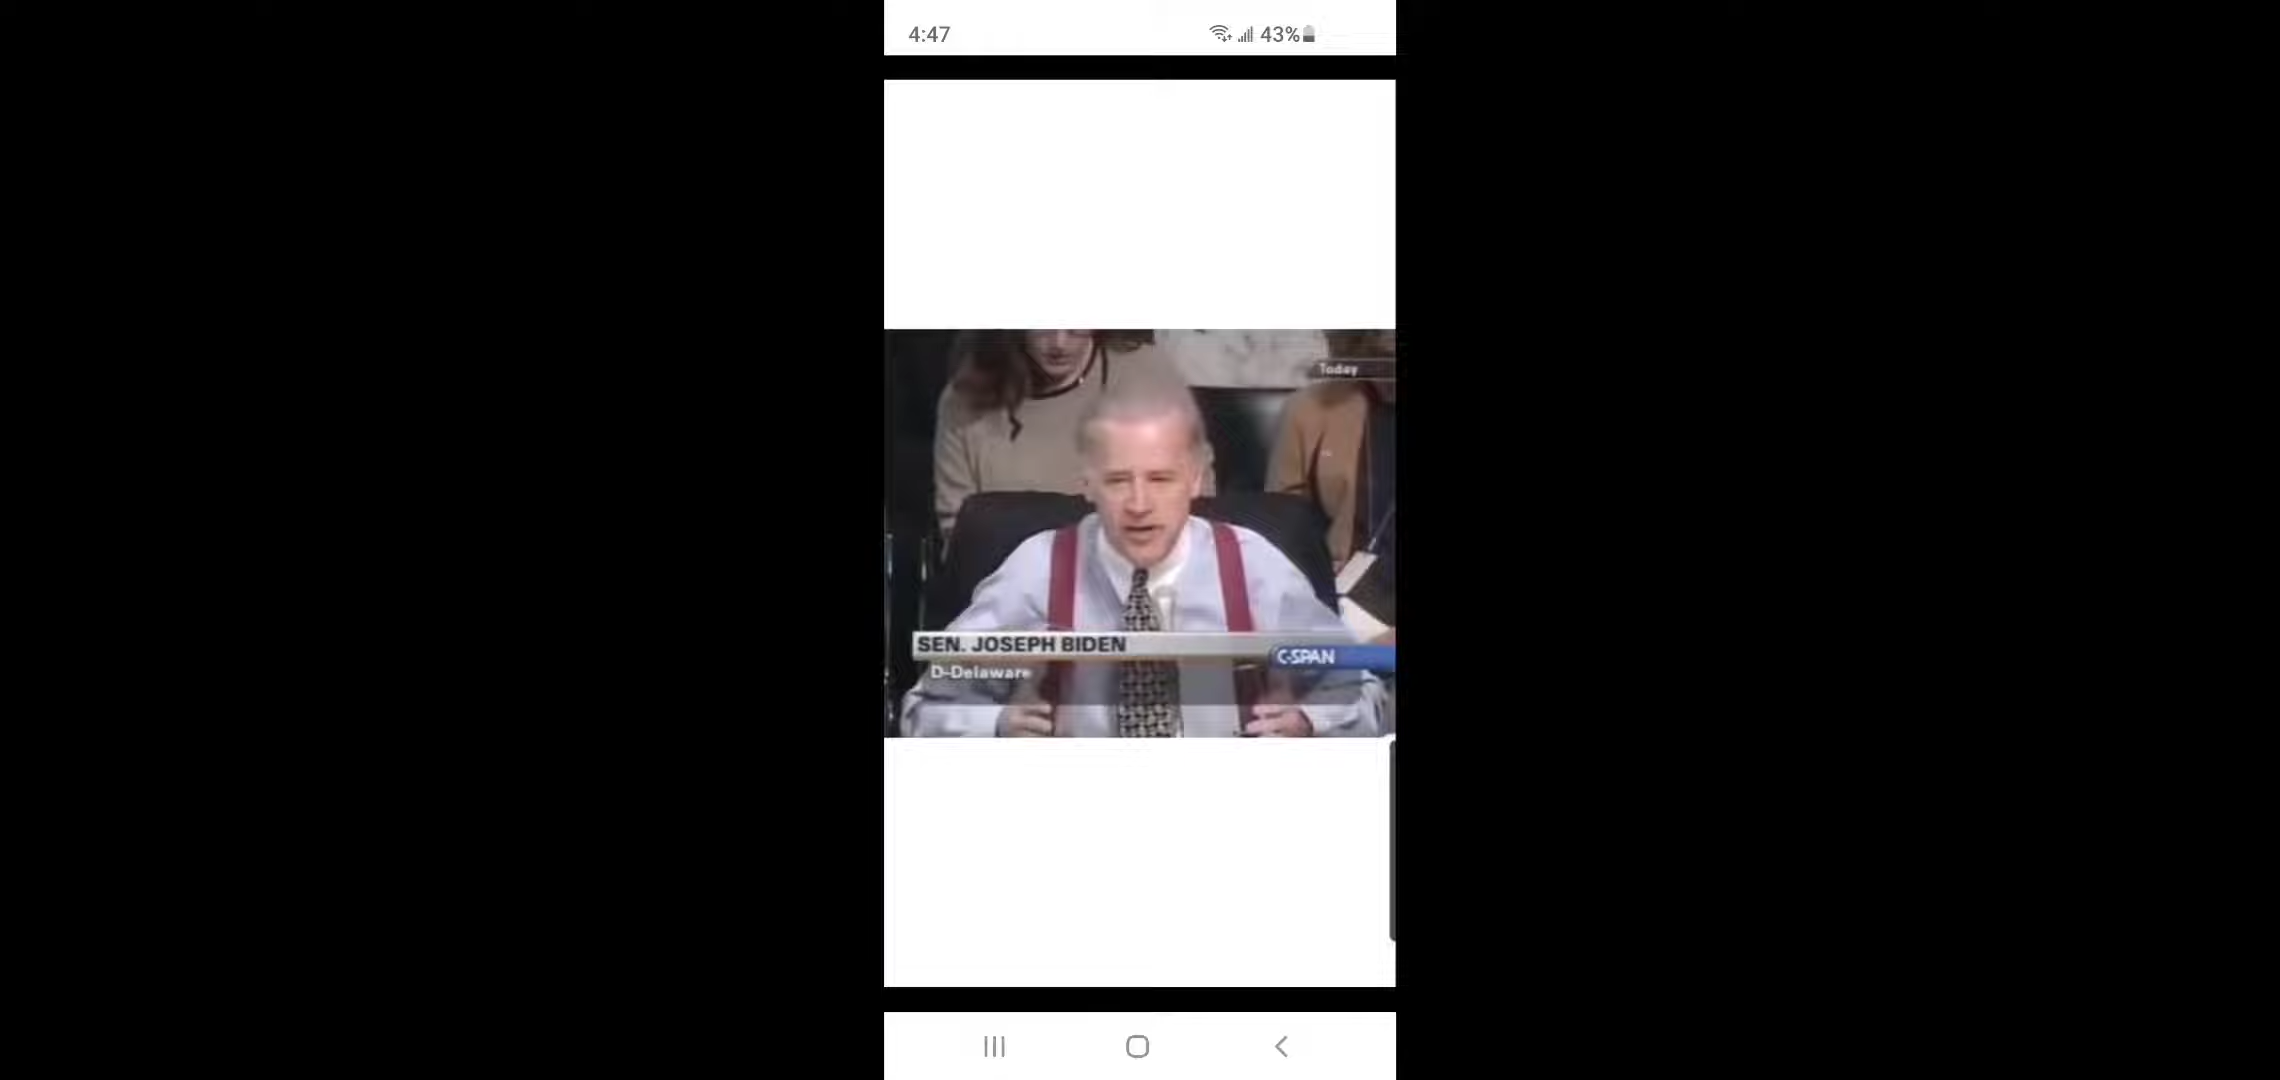 4:47
43%
Today
SEN. JOSEPH BIDEN
C-SPAN
D-Delaware